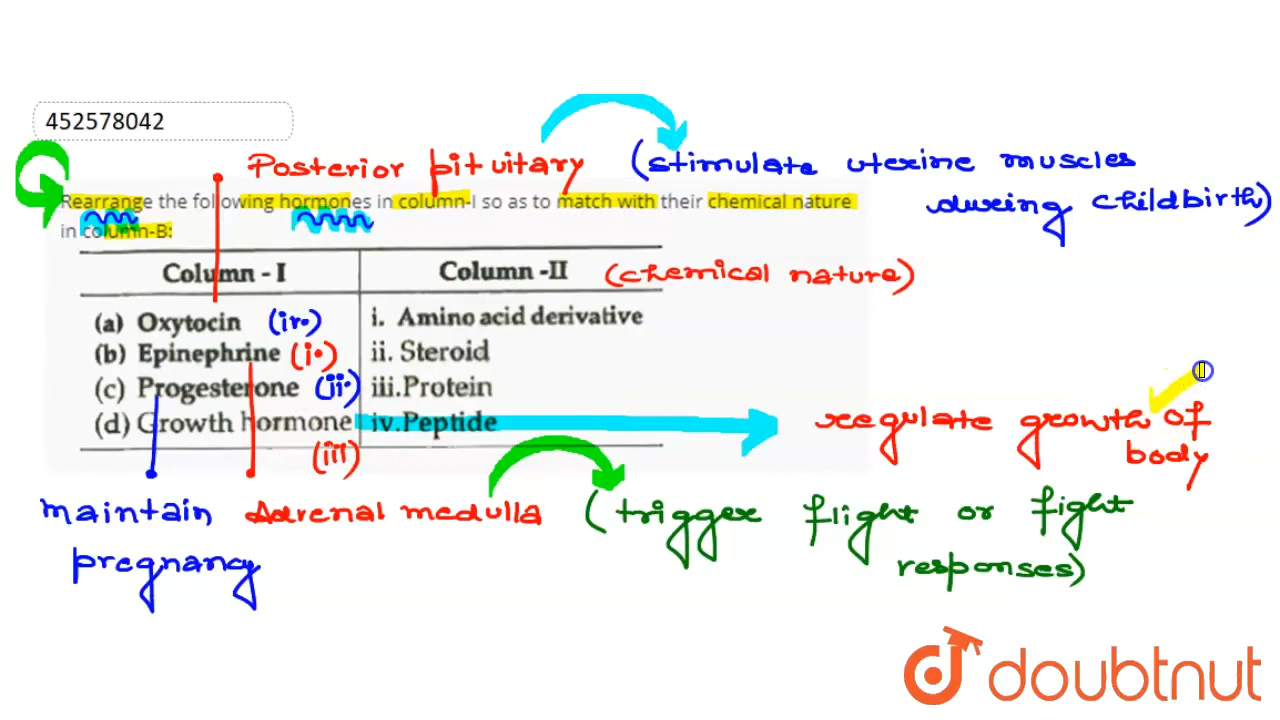 452578042
Posterior pituitary (stimulate uterine muscles
during childbirth)
Rearrange the following hormones in column-I so as to match with their chemical nature
in column-B:
Column - I Column -II (chemical nature)
(a) Oxytocin (iv.) i. Amino acid derivative
(b) Epinephrine (i.) ii. Steroid
(c) Progesterone (ii.) iii.Protein
(d) Growth hormone iv.Peptide regulate growth of
body
(iii)
maintain Adrenal medulla (trigger flight or fight
pregnancy responses)
doubtnut